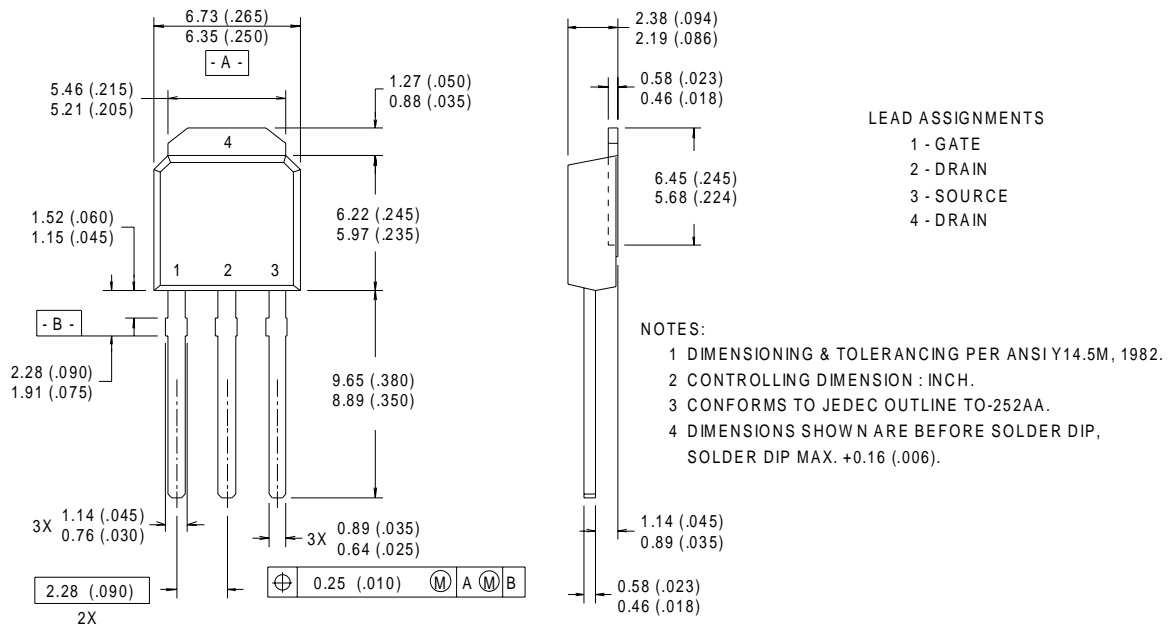 6.73 (.265)
6.35 (.250)
- A -
5.46 (.215)
5.21 (.205)
1.27 (.050)
0.88 (.035)
4
6.22 (.245)
5.97 (.235)
1.52 (.060)
1.15 (.045)
1 2 3
- B -
2.28 (.090)
1.91 (.075)
9.65 (.380)
8.89 (.350)
3X 1.14 (.045)
0.76 (.030)
3X 0.89 (.035)
0.64 (.025)
2.28 (.090)
2X
⌖ 0.25 (.010) Ⓜ A Ⓜ B
2.38 (.094)
2.19 (.086)
0.58 (.023)
0.46 (.018)
6.45 (.245)
5.68 (.224)
1.14 (.045)
0.89 (.035)
0.58 (.023)
0.46 (.018)
LEAD ASSIGNMENTS
1 - GATE
2 - DRAIN
3 - SOURCE
4 - DRAIN
NOTES:
1 DIMENSIONING & TOLERANCING PER ANSI Y14.5M, 1982.
2 CONTROLLING DIMENSION : INCH.
3 CONFORMS TO JEDEC OUTLINE TO-252AA.
4 DIMENSIONS SHOWN ARE BEFORE SOLDER DIP,
SOLDER DIP MAX. +0.16 (.006).